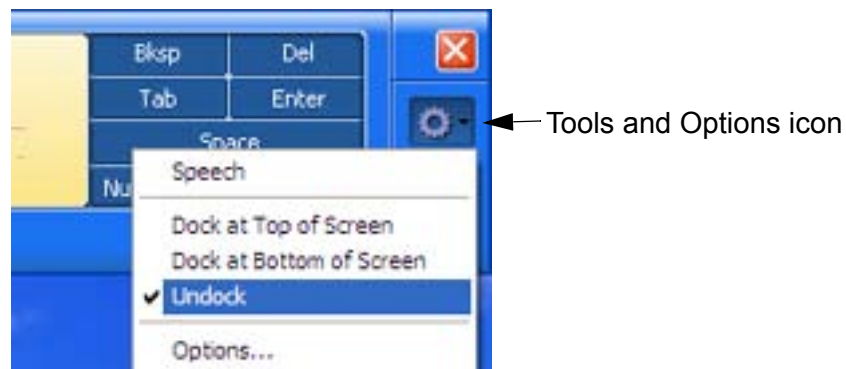 Bksp Del
Tab Enter
Tools and Options icon
Space
Speech
Nu
Dock at Top of Screen
Dock at Bottom of Screen
Undock
Options...